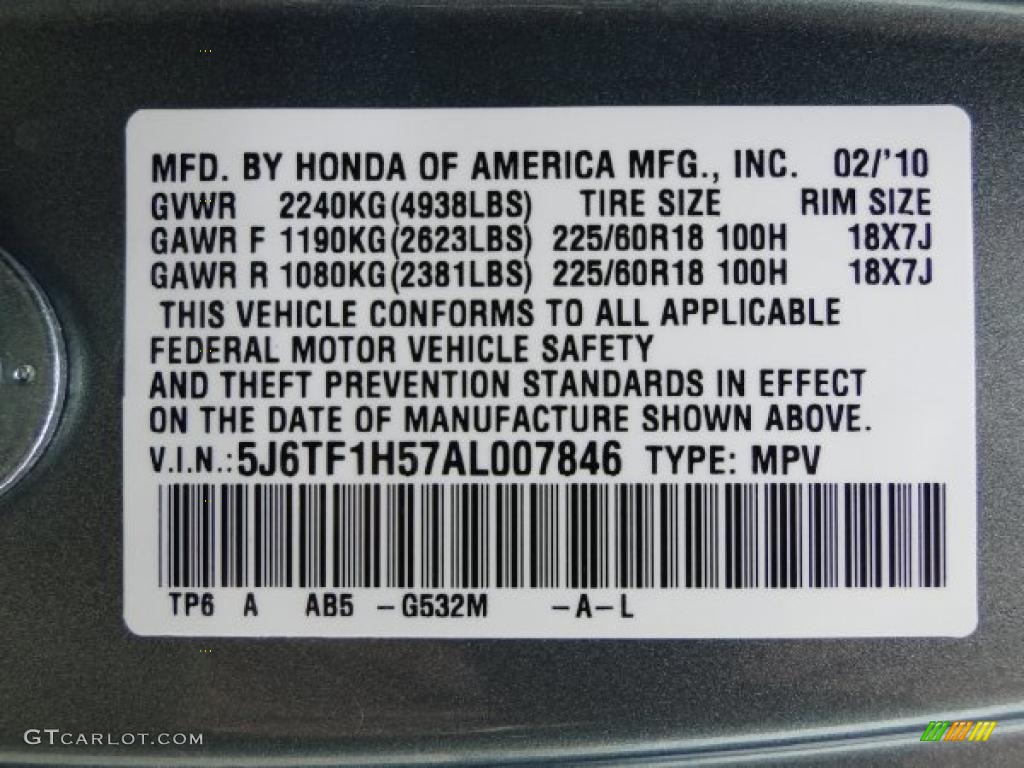 MFD. BY HONDA OF AMERICA MFG., INC. 02/'10
GVWR 2240KG(4938LBS) TIRE SIZE RIM SIZE
GAWR F 1190KG(2623LBS) 225/60R18 100H 18X7J
GAWR R 1080KG(2381LBS) 225/60R18 100H 18X7J
THIS VEHICLE CONFORMS TO ALL APPLICABLE
FEDERAL MOTOR VEHICLE SAFETY
AND THEFT PREVENTION STANDARDS IN EFFECT
ON THE DATE OF MANUFACTURE SHOWN ABOVE.
V.I.N.: 5J6TF1H57AL007846 TYPE: MPV
TP6 A AB5 -G532M -A-L
GTCARLOT.COM